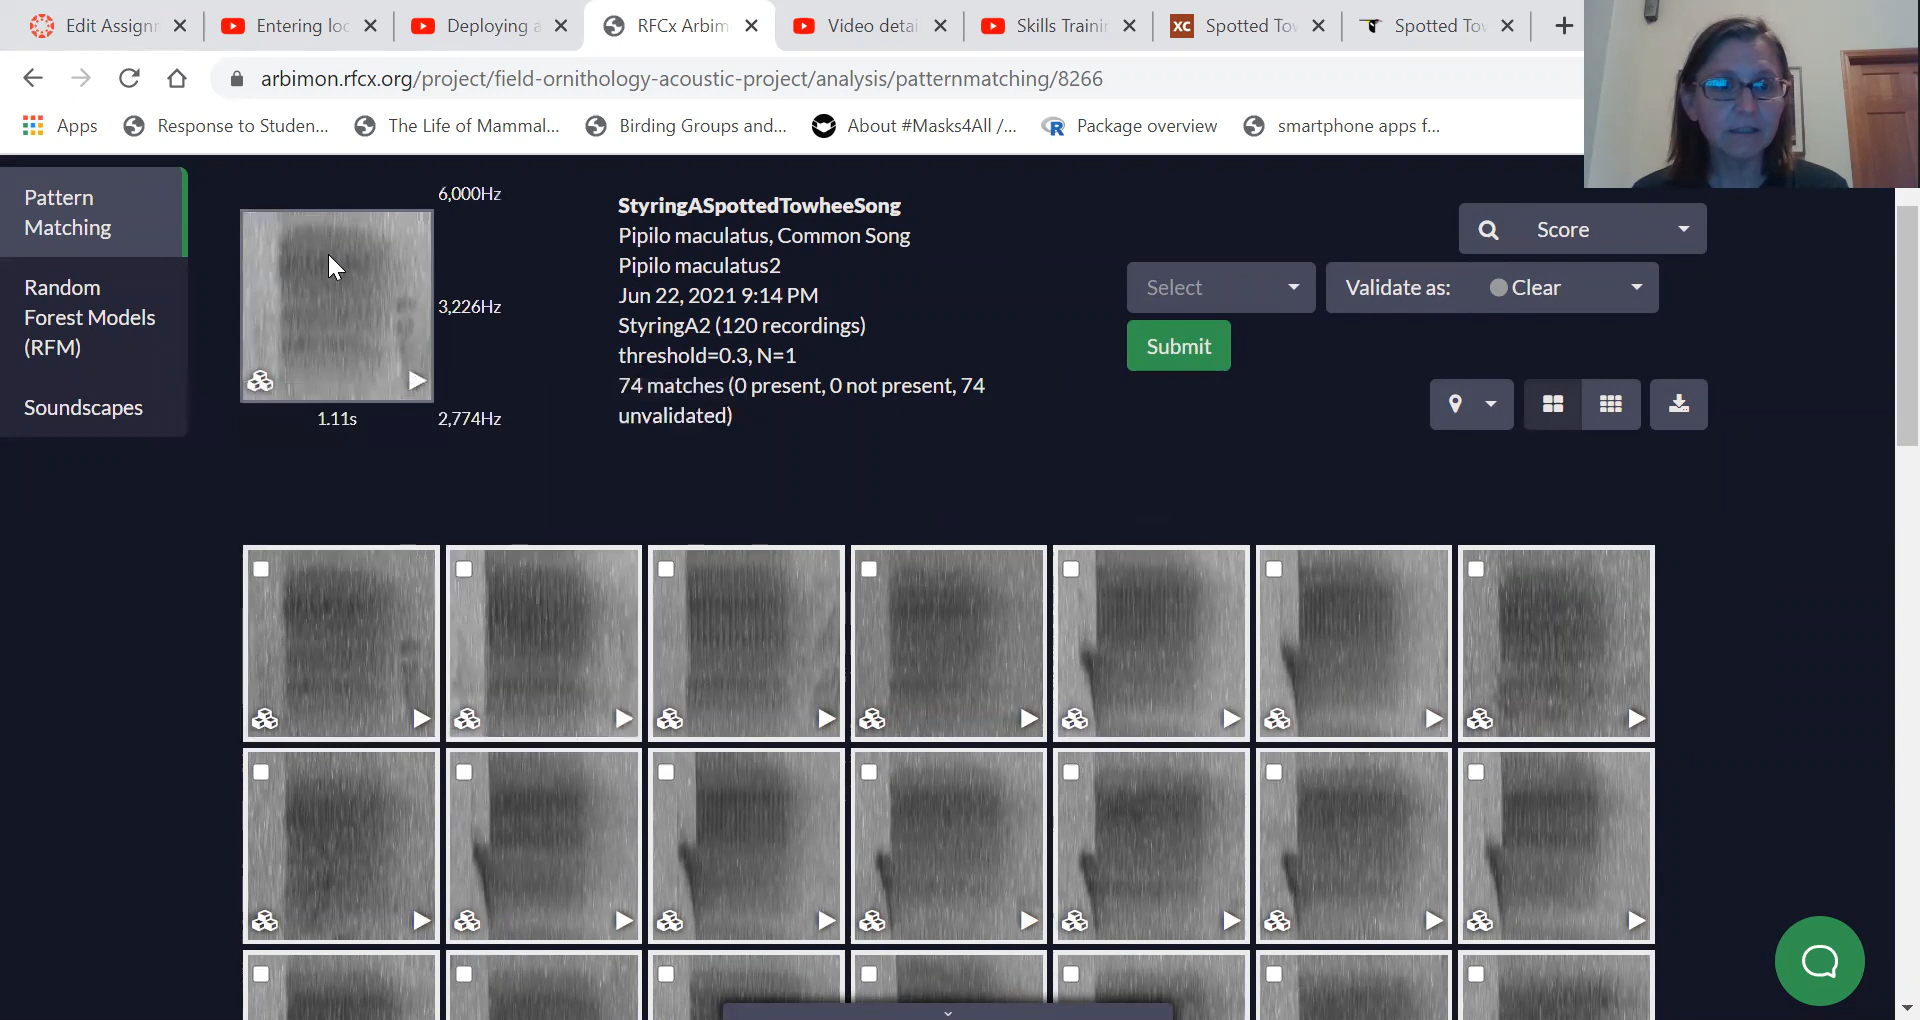 Edit Assignm
Entering loc
Deploying a
RFCx Arbim
Video detai
Skills Traini
XC Spotted To
Spotted To
arbimon.rfcx.org/project/field-ornithology-acoustic-project/analysis/patternmatching/8266
Apps
Response to Studen...
The Life of Mammal...
Birding Groups and...
About #Masks4All /...
R Package overview
smartphone apps f...
Pattern
Matching
Random
Forest Models
(RFM)
Soundscapes
6,000Hz
3,226Hz
2,774Hz
1.11s
StyringASpottedTowheeSong
Pipilo maculatus, Common Song
Pipilo maculatus2
Jun 22, 2021 9:14 PM
StyringA2 (120 recordings)
threshold=0.3, N=1
74 matches (0 present, 0 not present, 74
unvalidated)
Score
Select
Validate as: Clear
Submit